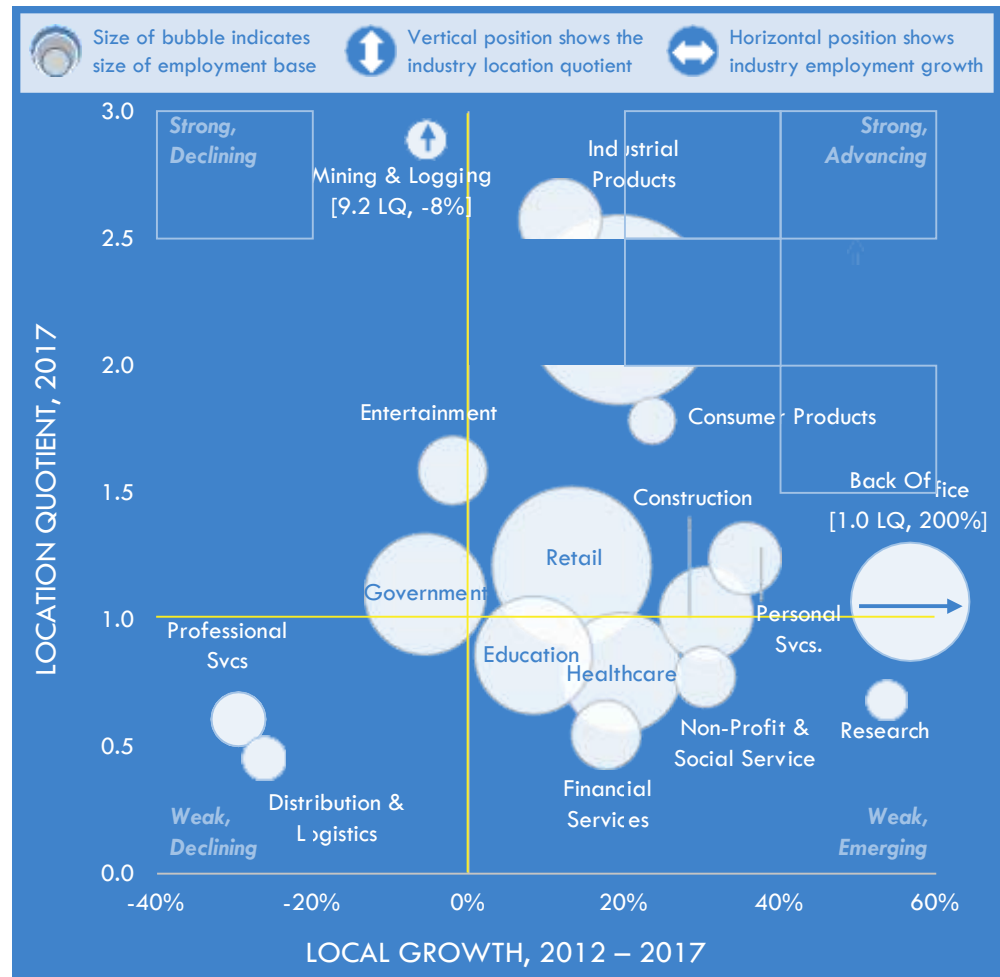 Size of bubble indicates
size of employment base
Vertical position shows the
industry location quotient
Horizontal position shows
industry employment growth
3.0
Strong,
Declining
Mining & Logging
[9.2 LQ, -8%]
Industrial
Products
Strong,
Advancing
2.5
2.0
Entertainment
Consumer Products
1.5
Construction
Back Office
[1.0 LQ, 200%]
Retail
Government
1.0
Professional
Svcs
Personal
Svcs.
Education
Healthcare
Non-Profit &
Social Service
Research
0.5
Financial
Services
Distribution &
Logistics
Weak,
Declining
Weak,
Emerging
0.0
-40%
-20%
0%
20%
40%
60%
LOCATION QUOTIENT, 2017
LOCAL GROWTH, 2012 – 2017